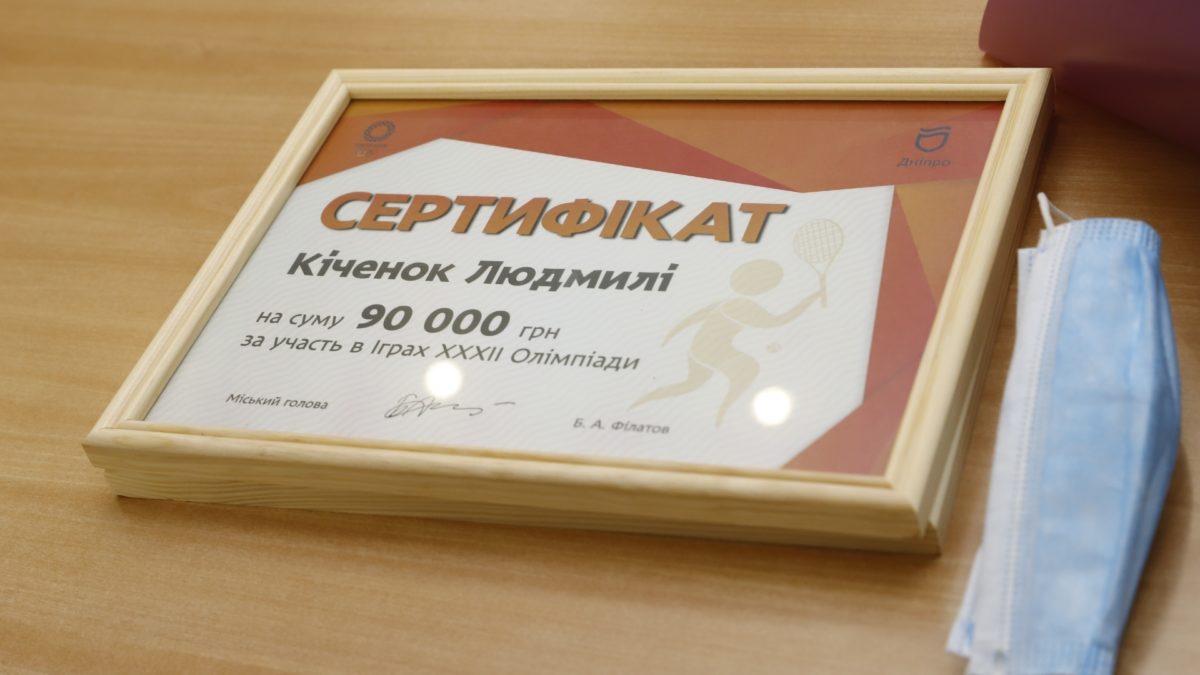 Дніпро
СЕРТИФІКАТ
Кіченок Людмилі
на суму 90 000 грн
за участь в Іграх XXXII Олімпіади
Міський голова
Б. А. Філатов